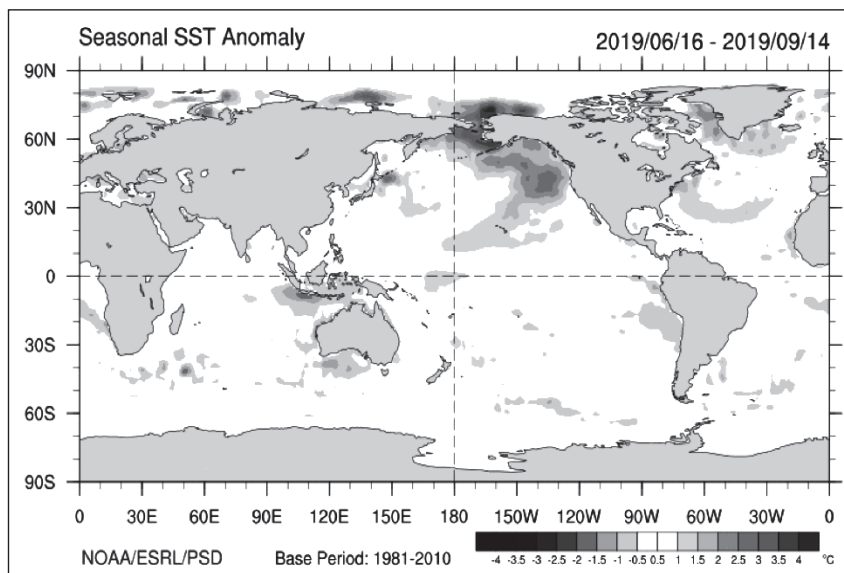 Seasonal SST Anomaly 2019/06/16 - 2019/09/14
90N
60N
30N
0
30S
60S
90S
0 30E 60E 90E 120E 150E 180 150W 120W 90W 60W 30W 0
NOAA/ESRL/PSD Base Period: 1981-2010
-4 -3.5 -3 -2.5 -2 -1.5 -1 -0.5 0.5 1 1.5 2 2.5 3 3.5 4 °C